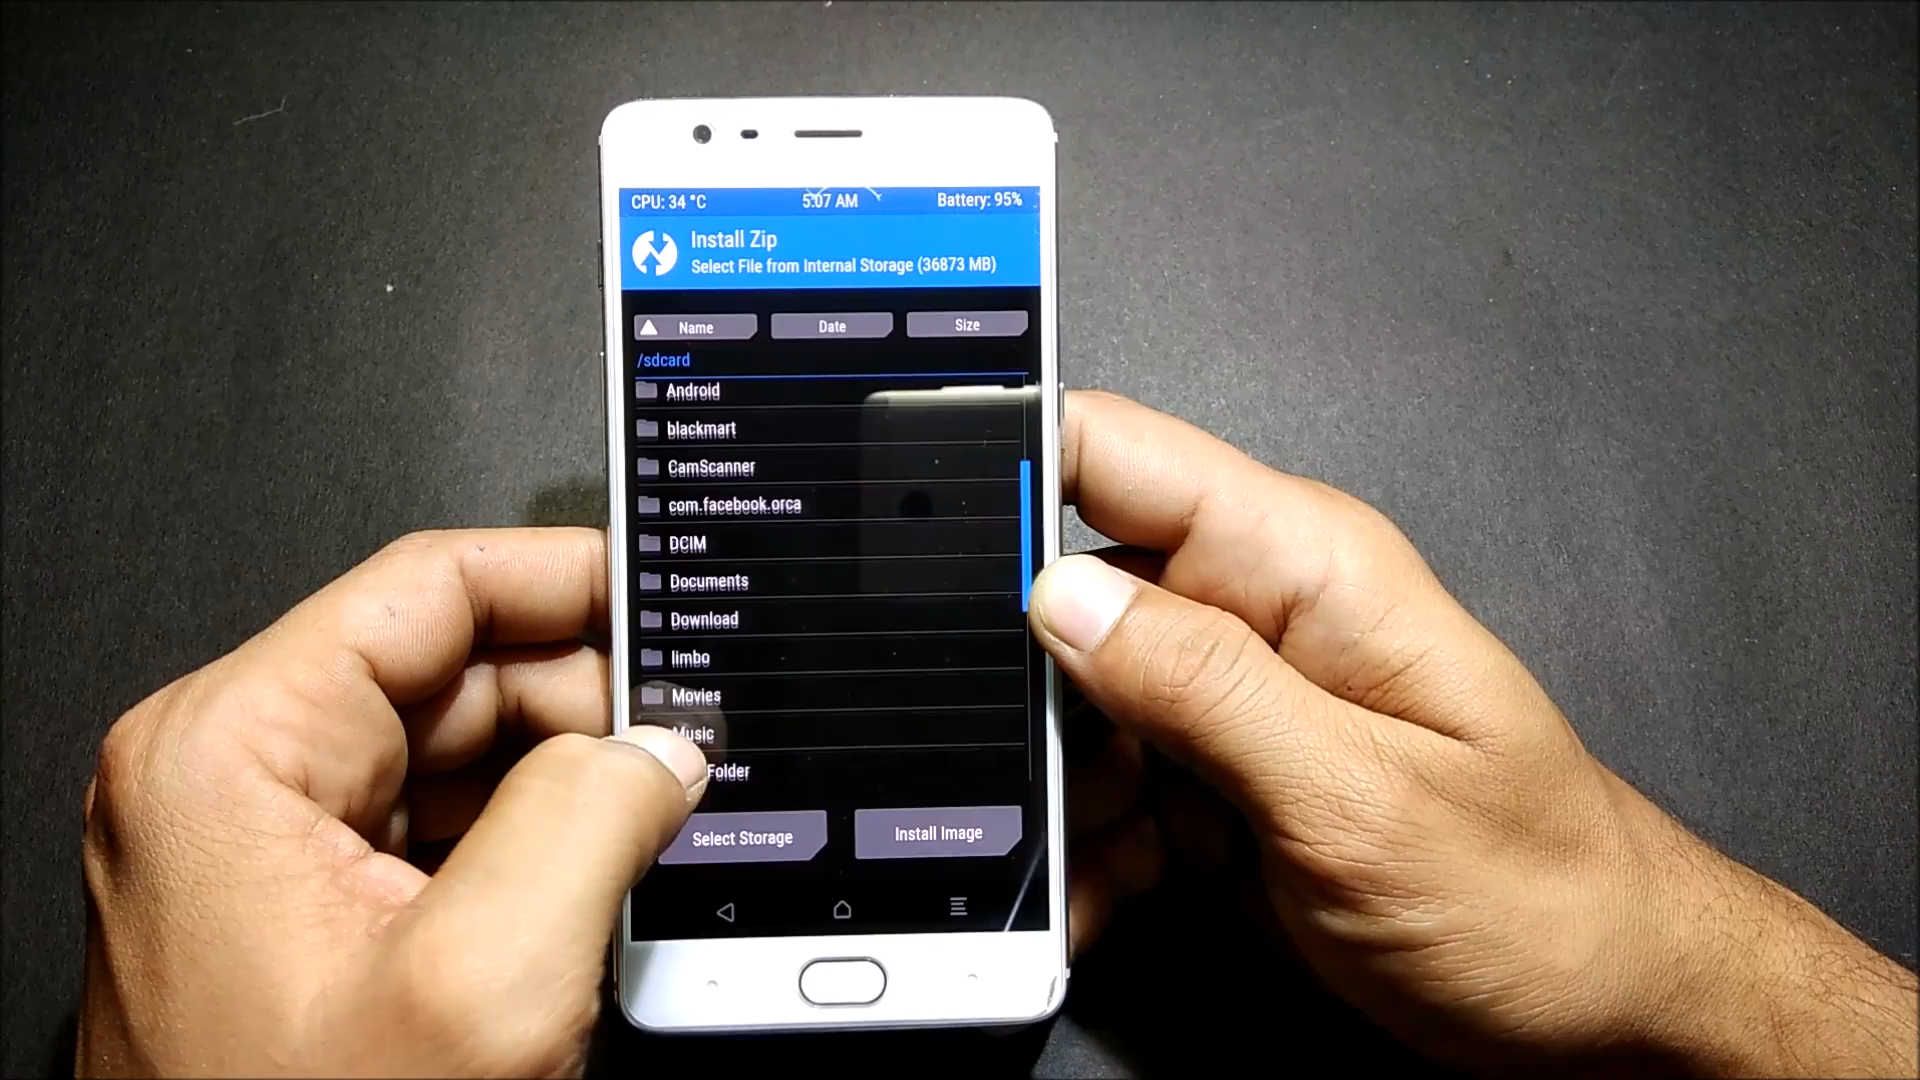 CPU: 34 °C 5:07 AM Battery: 95%
Install Zip
Select File from Internal Storage (36873 MB)
Name Date Size
/sdcard
Android
blackmart
CamScanner
com.facebook.orca
DCIM
Documents
Download
limbo
Movies
Music
Folder
Select Storage Install Image